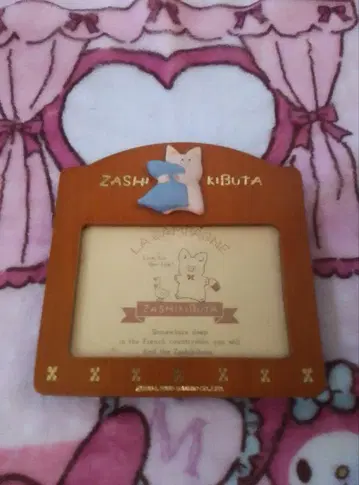 ZASHIKIBUTA
LA CAMPAGNE
ZASHIKIBUTA
Somewhere deep
in the French countryside, you will
find the Zashikibuta
M